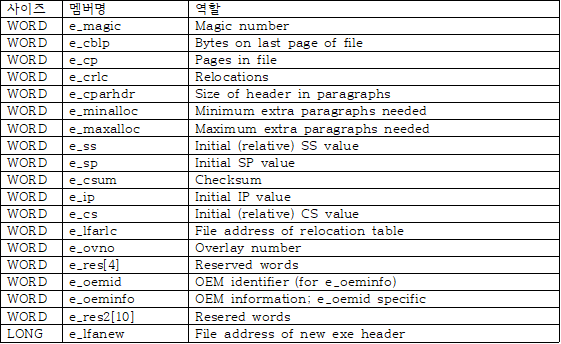 사이즈 멤버명 역할
WORD e_magic Magic number
WORD e_cblp Bytes on last page of file
WORD e_cp Pages in file
WORD e_crlc Relocations
WORD e_cparhdr Size of header in paragraphs
WORD e_minalloc Minimum extra paragraphs needed
WORD e_maxalloc Maximum extra paragraphs needed
WORD e_ss Initial (relative) SS value
WORD e_sp Initial SP value
WORD e_csum Checksum
WORD e_ip Initial IP value
WORD e_cs Initial (relative) CS value
WORD e_lfarlc File address of relocation table
WORD e_ovno Overlay number
WORD e_res[4] Reserved words
WORD e_oemid OEM identifier (for e_oeminfo)
WORD e_oeminfo OEM information; e_oemid specific
WORD e_res2[10] Resered words
LONG e_lfanew File address of new exe header